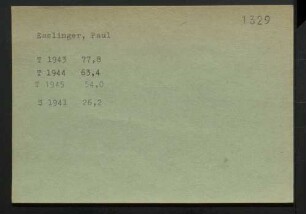 1329
Esslinger, Paul
T 1943 77,8
T 1944 63,4
T 1945 54,0
S 1943 26,2